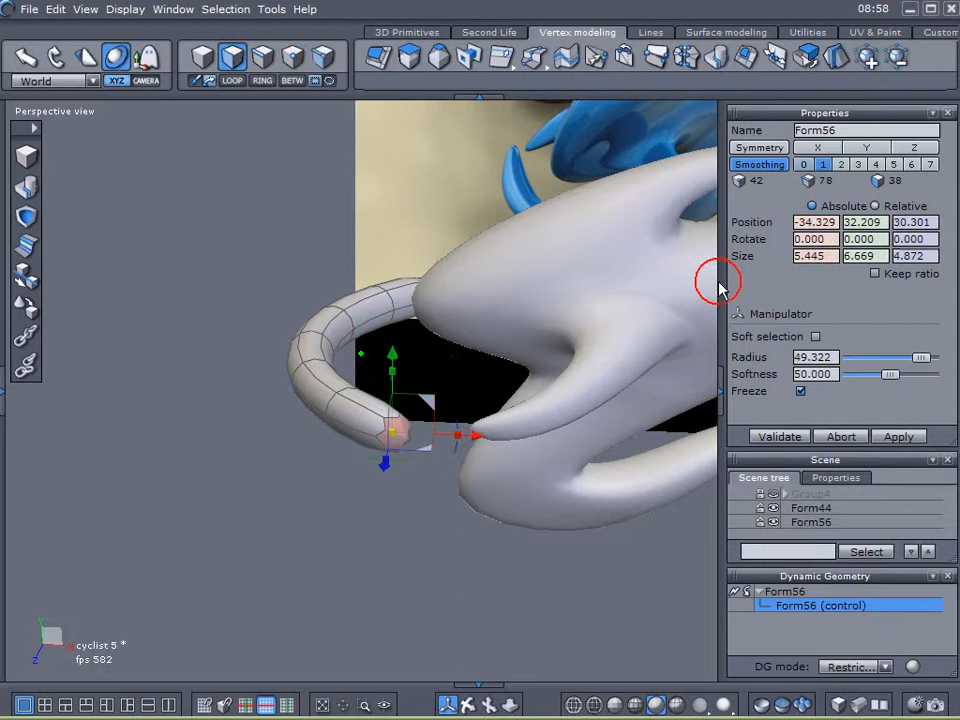 File Edit View Display Window Selection Tools Help 08:58
3D Primitives Second Life Vertex modeling Lines Surface modeling Utilities UV & Paint Custom
World XYZ CAMERA LOOP RING BETW
Perspective view
Properties
Name Form56
Symmetry X Y Z
Smoothing 0 1 2 3 4 5 6 7
42 78 38
Absolute Relative
Position -34.329 32.209 30.301
Rotate 0.000 0.000 0.000
Size 5.445 6.669 4.872
Keep ratio
Manipulator
Soft selection
Radius 49.322
Softness 50.000
Freeze
Validate Abort Apply
Scene
Scene tree Properties
Group4
Form44
Form56
Select
Dynamic Geometry
Form56
Form56 (control)
DG mode: Restric...
Y
X
Z
cyclist 5 *
fps 582